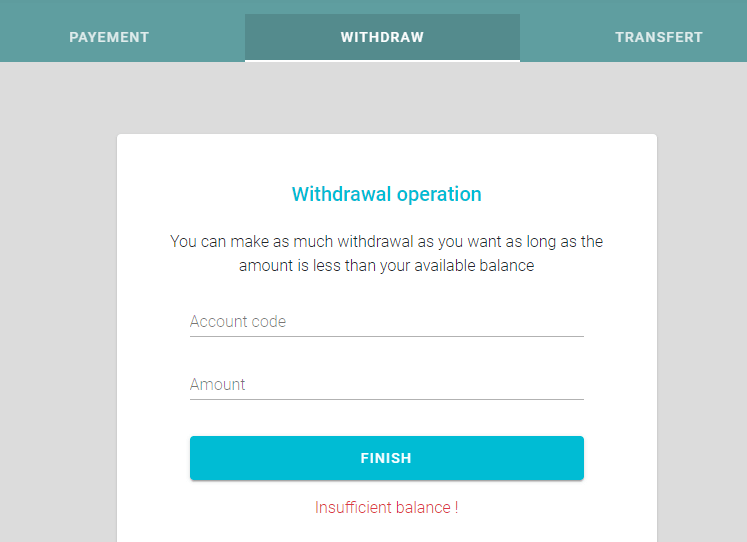 PAYEMENT
WITHDRAW
TRANSFERT
Withdrawal operation
You can make as much withdrawal as you want as long as the
amount is less than your available balance
Account code
Amount
FINISH
Insufficient balance !